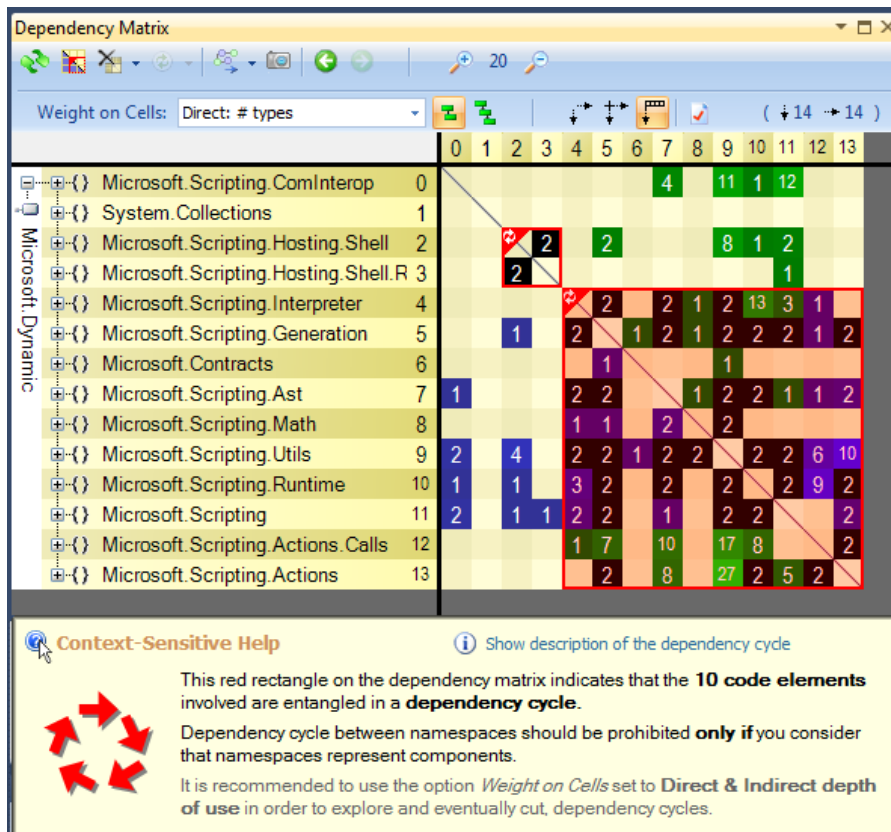 Dependency Matrix
20
Weight on Cells: Direct: # types ( 14 14 )
0 1 2 3 4 5 6 7 8 9 10 11 12 13
Microsoft.Dynamic
{} Microsoft.Scripting.ComInterop 0 4 11 1 12
{} System.Collections 1
{} Microsoft.Scripting.Hosting.Shell 2 2 2 8 1 2
{} Microsoft.Scripting.Hosting.Shell.R 3 2 1
{} Microsoft.Scripting.Interpreter 4 2 2 1 2 13 3 1
{} Microsoft.Scripting.Generation 5 1 2 1 2 1 2 2 2 1 2
{} Microsoft.Contracts 6 1 1
{} Microsoft.Scripting.Ast 7 1 2 2 1 2 2 1 1 2
{} Microsoft.Scripting.Math 8 1 1 2 2
{} Microsoft.Scripting.Utils 9 2 4 2 2 1 2 2 2 2 6 10
{} Microsoft.Scripting.Runtime 10 1 1 3 2 2 2 2 9 2
{} Microsoft.Scripting 11 2 1 1 2 2 1 2 2 2
{} Microsoft.Scripting.Actions.Calls 12 1 7 10 17 8 2
{} Microsoft.Scripting.Actions 13 2 8 27 2 5 2
Context-Sensitive Help
Show description of the dependency cycle
This red rectangle on the dependency matrix indicates that the 10 code elements
involved are entangled in a dependency cycle.
Dependency cycle between namespaces should be prohibited only if you consider
that namespaces represent components.
It is recommended to use the option Weight on Cells set to Direct & Indirect depth
of use in order to explore and eventually cut, dependency cycles.